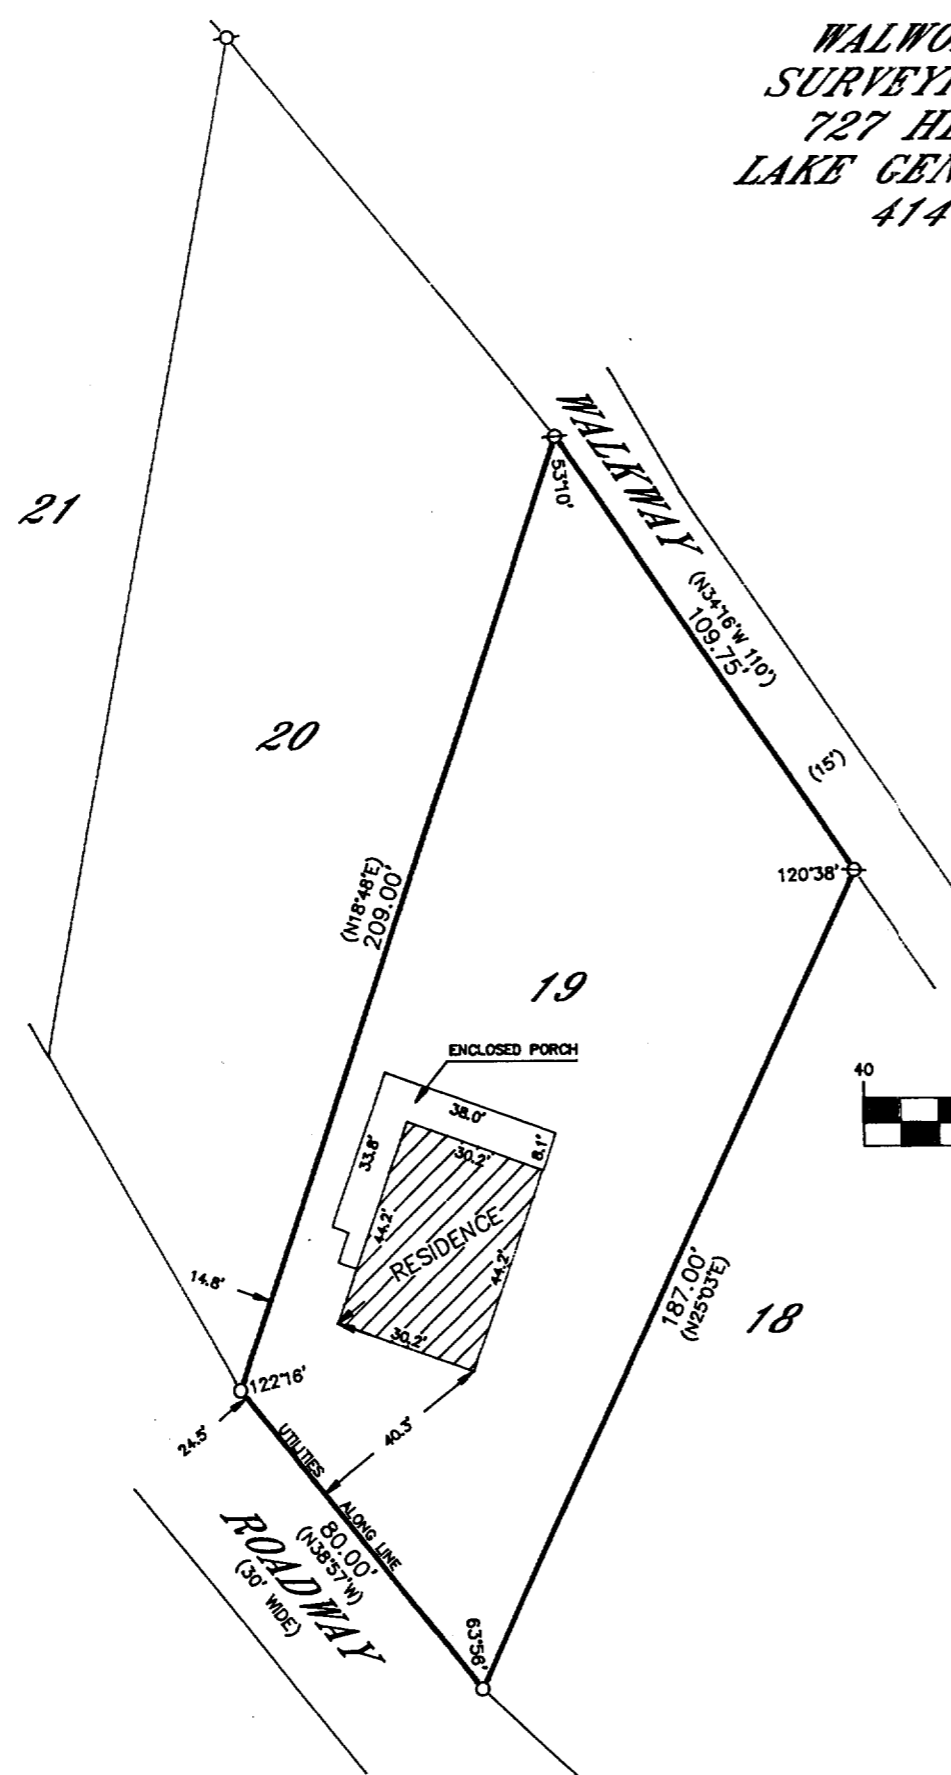 WALWO
SURVEYI
727 H
LAKE GEN
414
WALKWAY
53°10'
(N34°16'W 110')
109.75'
(15')
21
20
120°38'
(N18°48'E)
209.00'
19
ENCLOSED PORCH
40
38.0'
8.1'
30.2'
33.8'
44.2'
RESIDENCE
44.2'
187.00'
(N25°03'E)
18
14.8'
30.2'
122°16'
24.5'
40.3'
UTILITIES ALONG LINE
80.00'
(N38°57'W)
ROADWAY
(30' WIDE)
63°56'